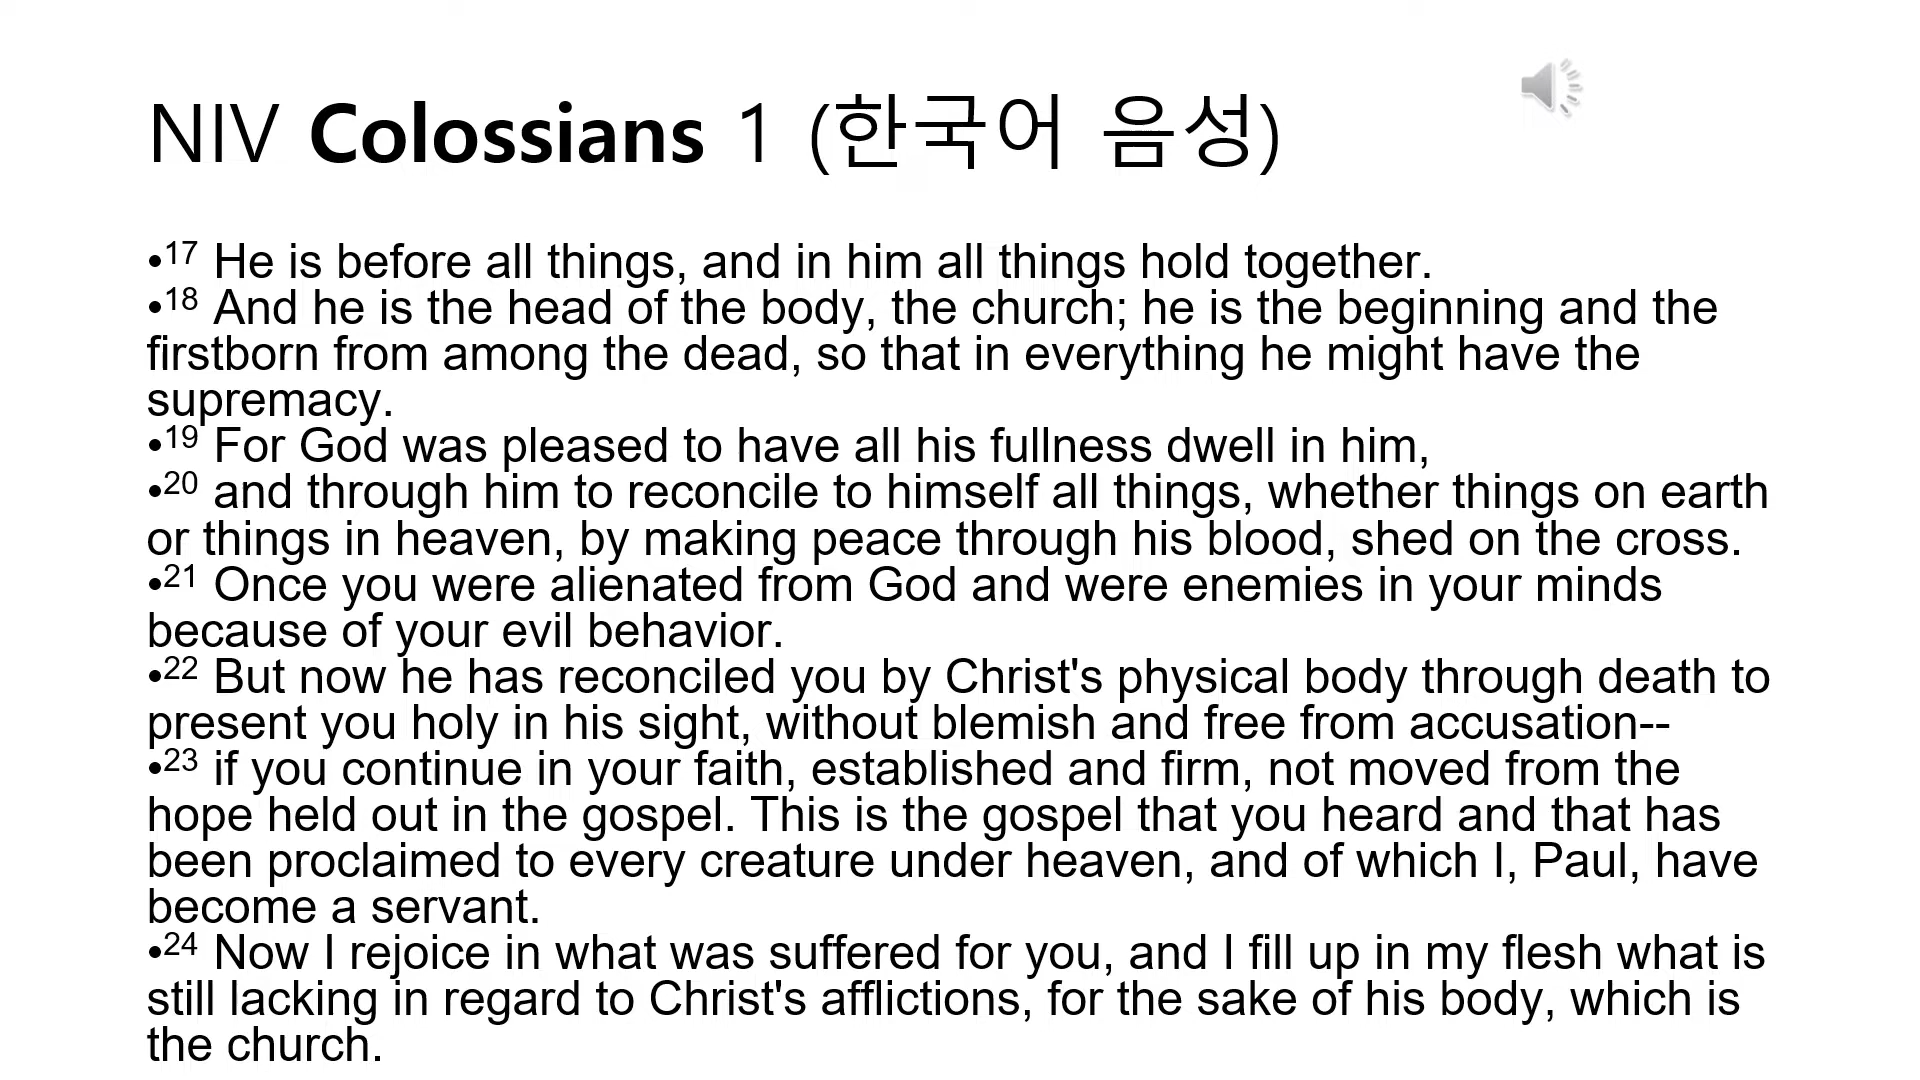 NIV Colossians 1 (한국어 음성)
•17 He is before all things, and in him all things hold together.
•18 And he is the head of the body, the church; he is the beginning and the
firstborn from among the dead, so that in everything he might have the
supremacy.
•19 For God was pleased to have all his fullness dwell in him,
•20 and through him to reconcile to himself all things, whether things on earth
or things in heaven, by making peace through his blood, shed on the cross.
•21 Once you were alienated from God and were enemies in your minds
because of your evil behavior.
•22 But now he has reconciled you by Christ's physical body through death to
present you holy in his sight, without blemish and free from accusation--
•23 if you continue in your faith, established and firm, not moved from the
hope held out in the gospel. This is the gospel that you heard and that has
been proclaimed to every creature under heaven, and of which I, Paul, have
become a servant.
•24 Now I rejoice in what was suffered for you, and I fill up in my flesh what is
still lacking in regard to Christ's afflictions, for the sake of his body, which is
the church.